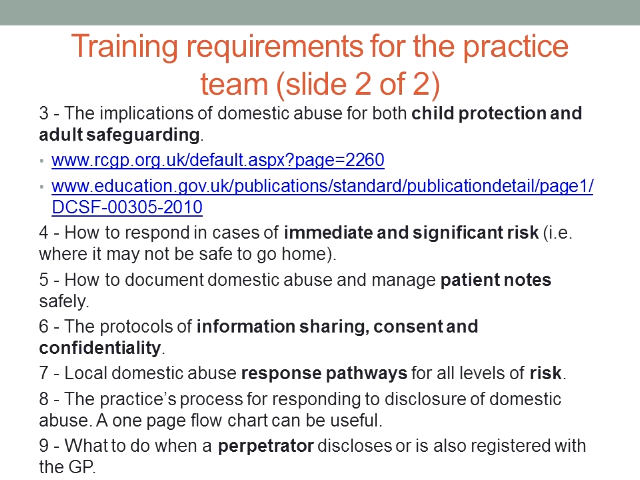 Training requirements for the practice
team (slide 2 of 2)
3 - The implications of domestic abuse for both child protection and
adult safeguarding.
• www.rcgp.org.uk/default.aspx?page=2260
• www.education.gov.uk/publications/standard/publicationdetail/page1/
DCSF-00305-2010
4 - How to respond in cases of immediate and significant risk (i.e.
where it may not be safe to go home).
5 - How to document domestic abuse and manage patient notes
safely.
6 - The protocols of information sharing, consent and
confidentiality.
7 - Local domestic abuse response pathways for all levels of risk.
8 - The practice’s process for responding to disclosure of domestic
abuse. A one page flow chart can be useful.
9 - What to do when a perpetrator discloses or is also registered with
the GP.